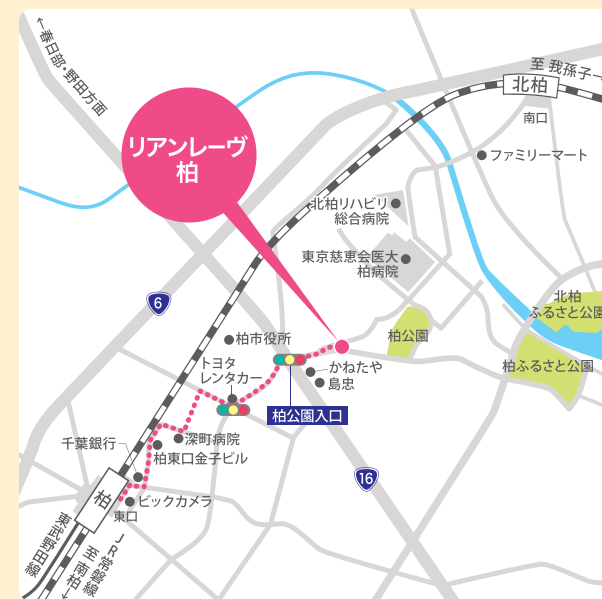 ←春日部・野田方面
至 我孫子→
北柏
南口
ファミリーマート
リアンレーヴ
柏
北柏リハビリ
総合病院
東京慈恵会医大
柏病院
北柏
ふるさと公園
6
柏市役所
柏公園
トヨタ
レンタカー
かねたや
島忠
柏ふるさと公園
柏公園入口
千葉銀行
深町病院
柏東口金子ビル
16
柏
ビックカメラ
東口
東武野田線
JR常磐線
至 南柏→